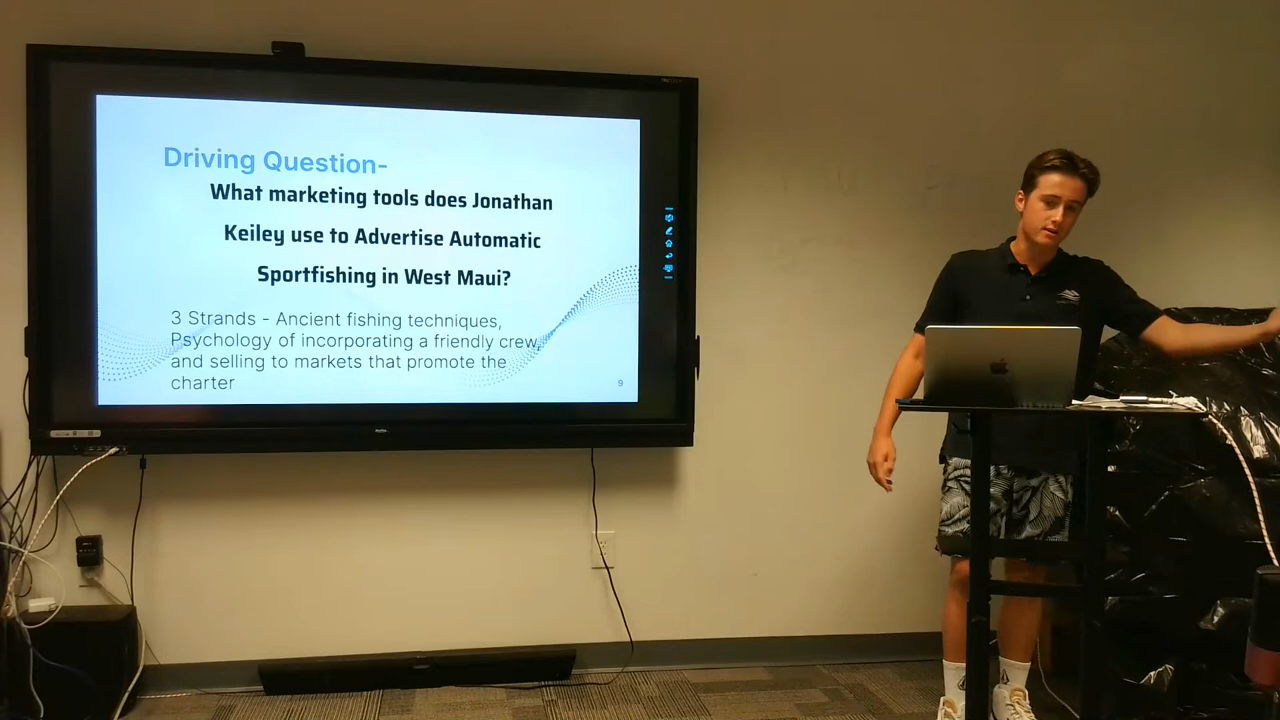 Driving Question-
What marketing tools does Jonathan
Keiley use to Advertise Automatic
Sportfishing in West Maui?
3 Strands - Ancient fishing techniques,
Psychology of incorporating a friendly crew,
and selling to markets that promote the
charter
9